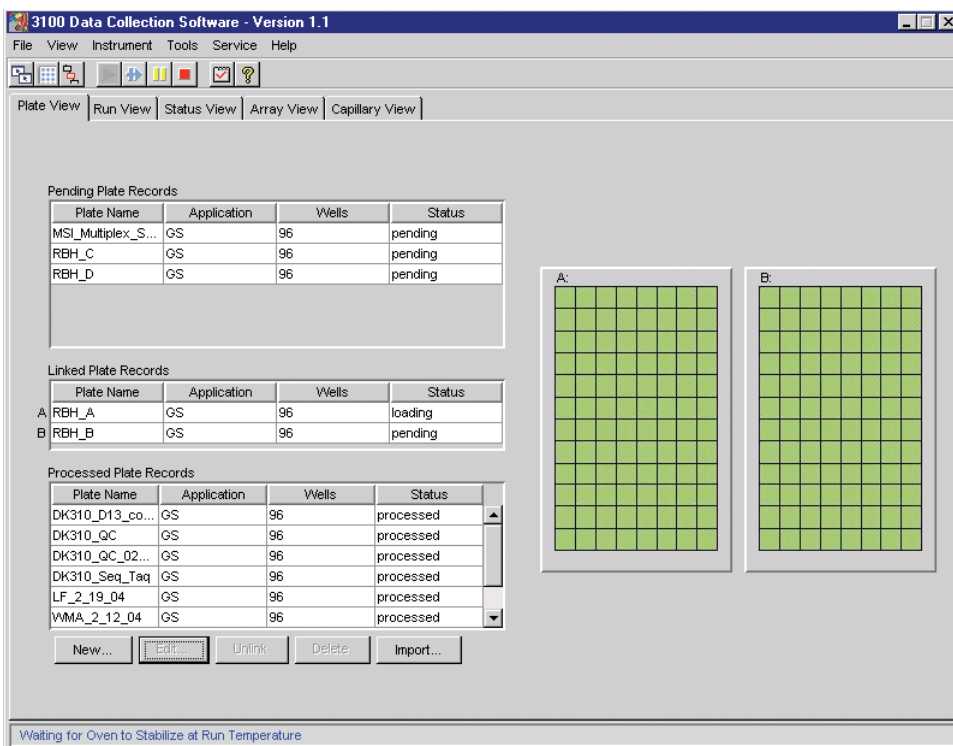 3100 Data Collection Software - Version 1.1
File View Instrument Tools Service Help
Plate View Run View Status View Array View Capillary View
Pending Plate Records
Plate Name Application Wells Status
MSI_Multiplex_S... GS 96 pending
RBH_C GS 96 pending
RBH_D GS 96 pending
Linked Plate Records
Plate Name Application Wells Status
A RBH_A GS 96 loading
B RBH_B GS 96 pending
Processed Plate Records
Plate Name Application Wells Status
DK310_D13_co... GS 96 processed
DK310_QC GS 96 processed
DK310_QC_02... GS 96 processed
DK310_Seq_Taq GS 96 processed
LF_2_19_04 GS 96 processed
WMA_2_12_04 GS 96 processed
New... Edit... Unlink Delete Import...
A: B:
Waiting for Oven to Stabilize at Run Temperature